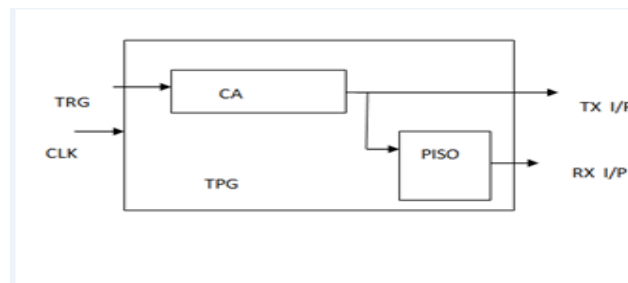 CA
TRG
TX I/P
CLK
PISO
RX I/P
TPG